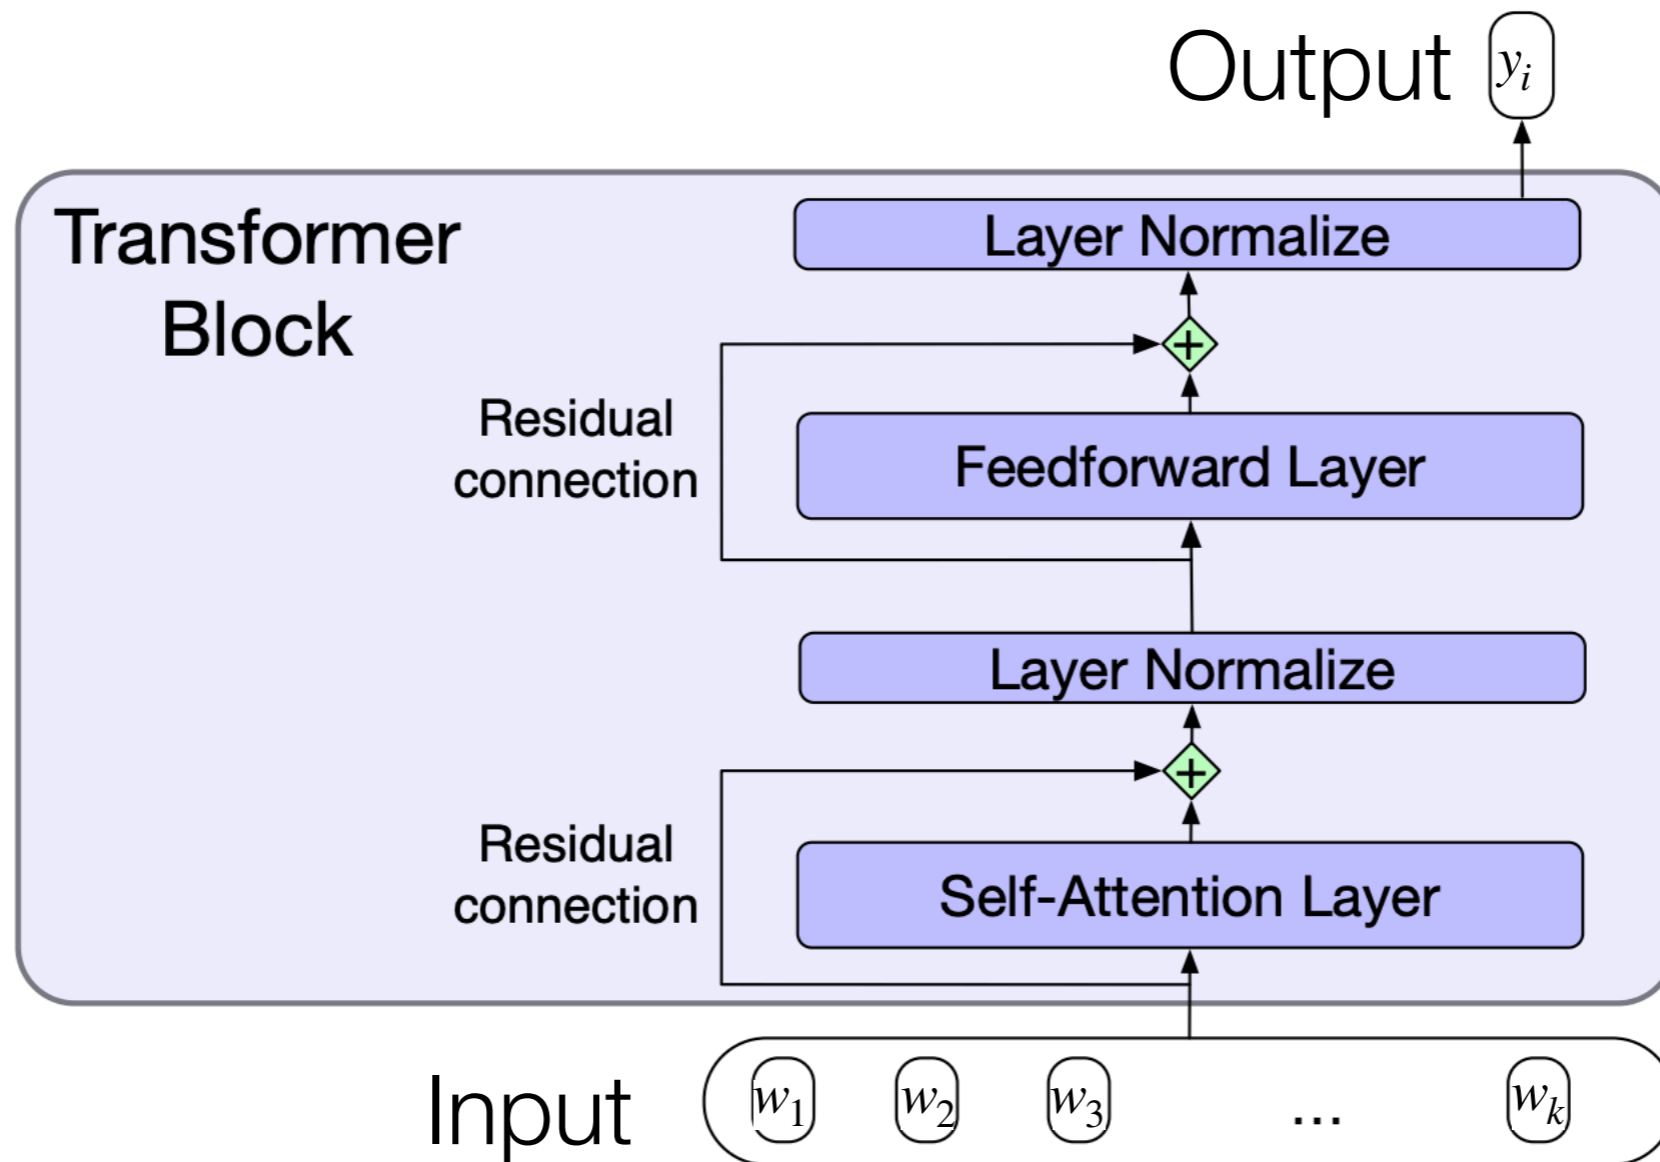 Output y_i
Transformer
Block
Layer Normalize
+
Residual
connection
Feedforward Layer
Layer Normalize
+
Residual
connection
Self-Attention Layer
Input w_1 w_2 w_3 ... w_k